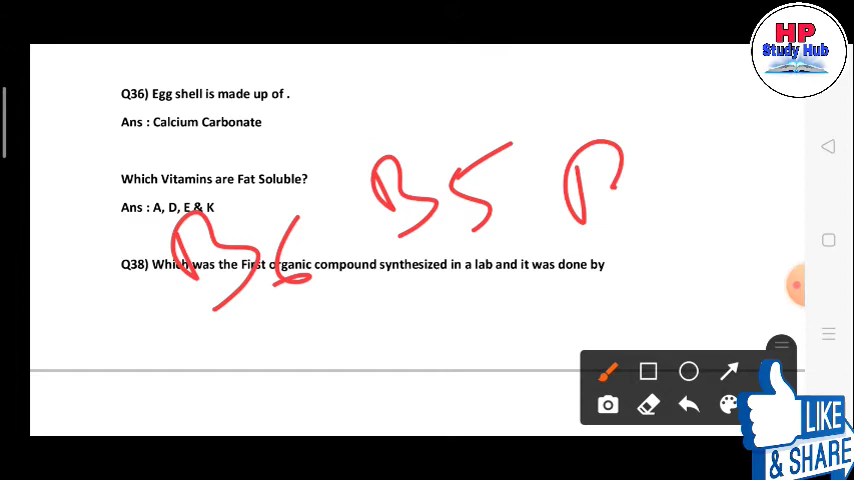 HP
Study Hub
Q36) Egg shell is made up of .
Ans : Calcium Carbonate
Which Vitamins are Fat Soluble?
Ans : A, D, E & K
B5
B6
Q38) Which was the First organic compound synthesized in a lab and it was done by
LIKE
& SHARE